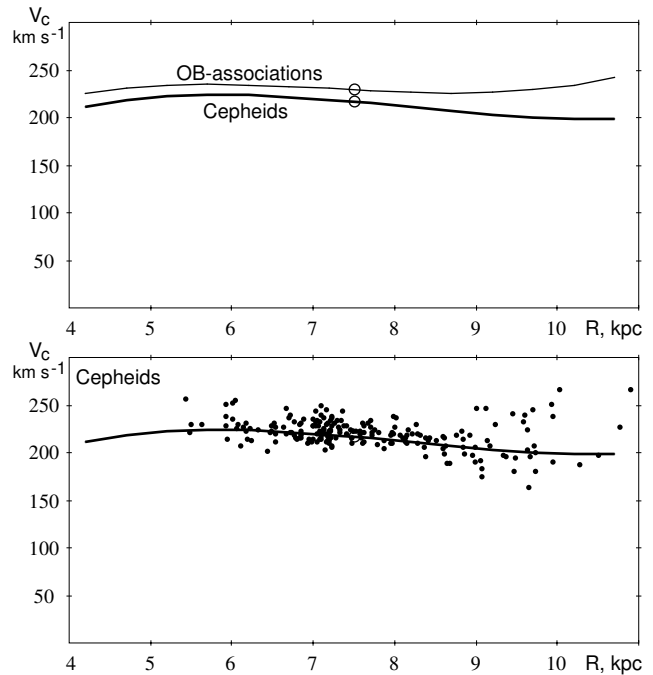 V_c
km s-1
250
200
150
100
50
OB-associations
Cepheids
4 5 6 7 8 9 10 R, kpc
V_c
km s-1
Cepheids
250
200
150
100
50
4 5 6 7 8 9 10 R, kpc